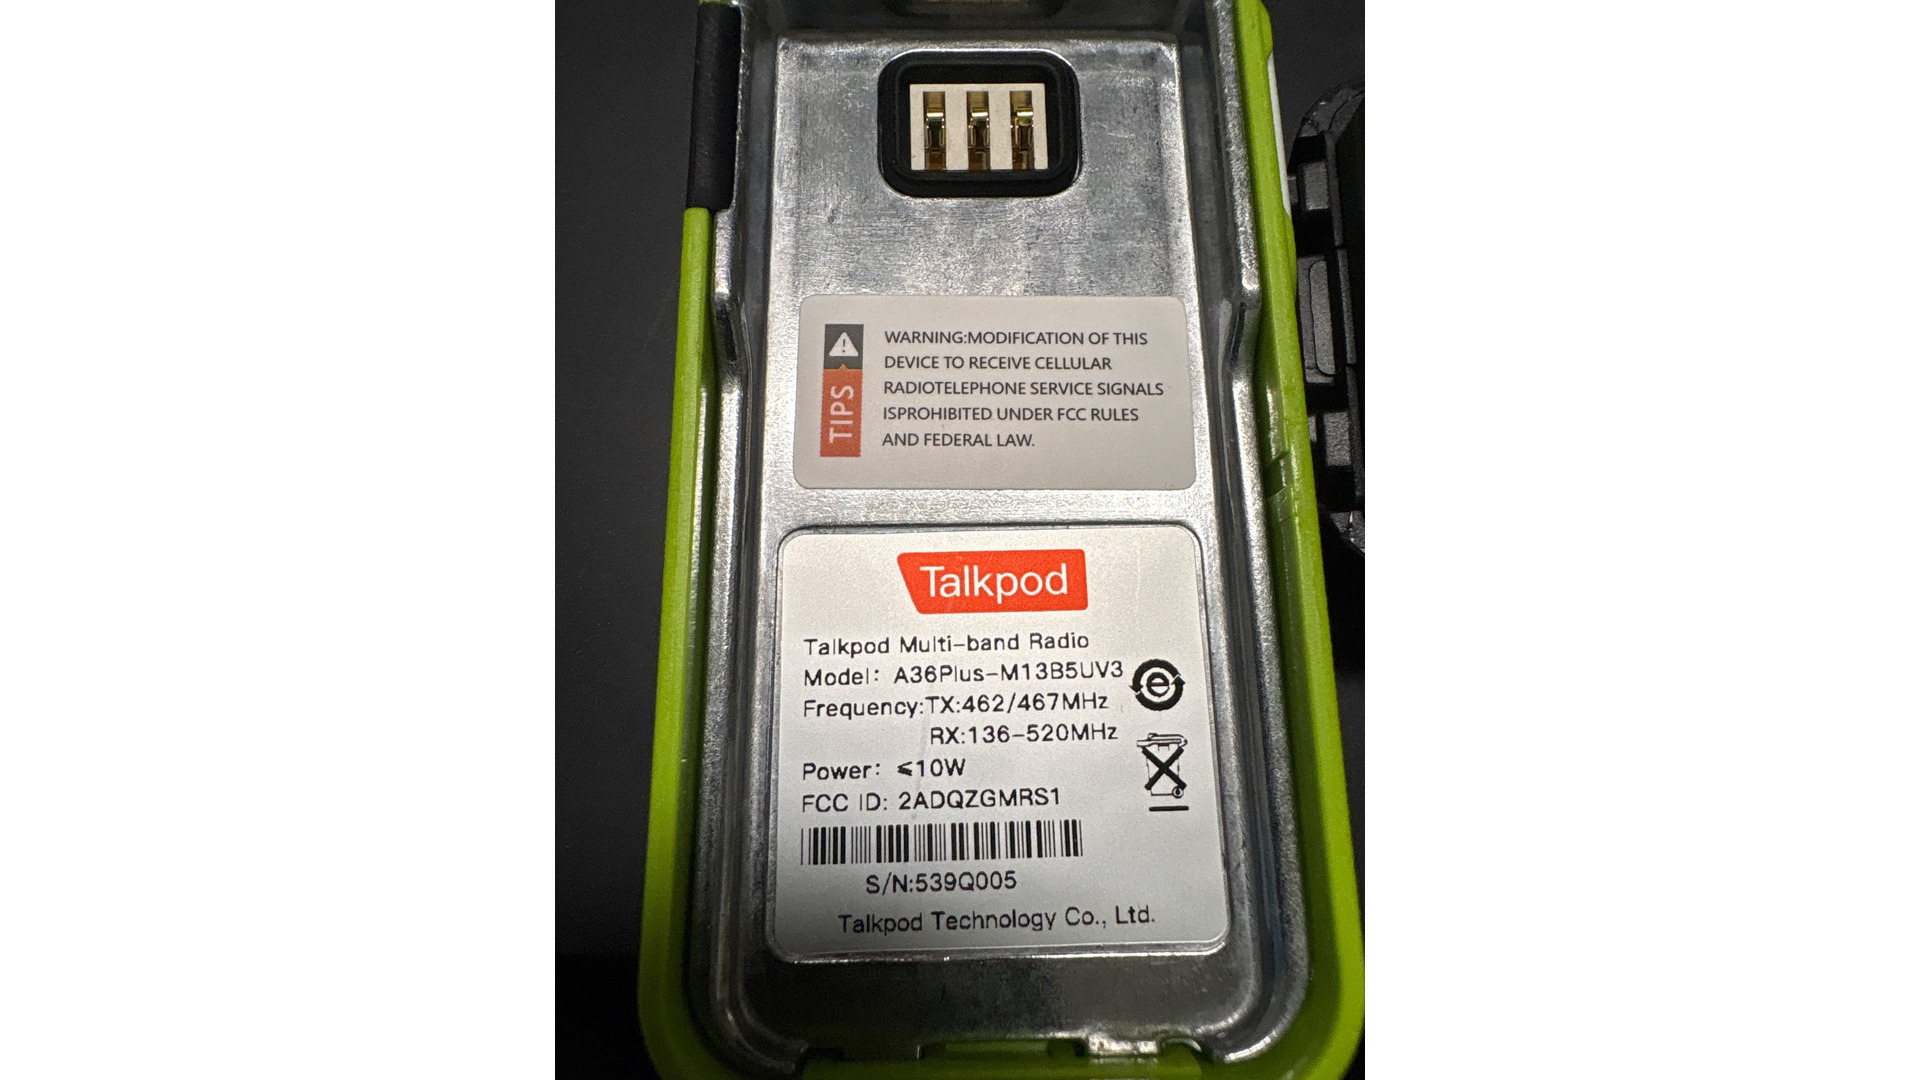 TIPS
WARNING:MODIFICATION OF THIS
DEVICE TO RECEIVE CELLULAR
RADIOTELEPHONE SERVICE SIGNALS
ISPROHIBITED UNDER FCC RULES
AND FEDERAL LAW.
Talkpod
Talkpod Multi-band Radio
Model: A36Plus-M13B5UV3
Frequency:TX:462/467MHz
RX:136-520MHz
Power: ⩽10W
FCC ID: 2ADQZGMRS1
S/N:539Q005
Talkpod Technology Co., Ltd.